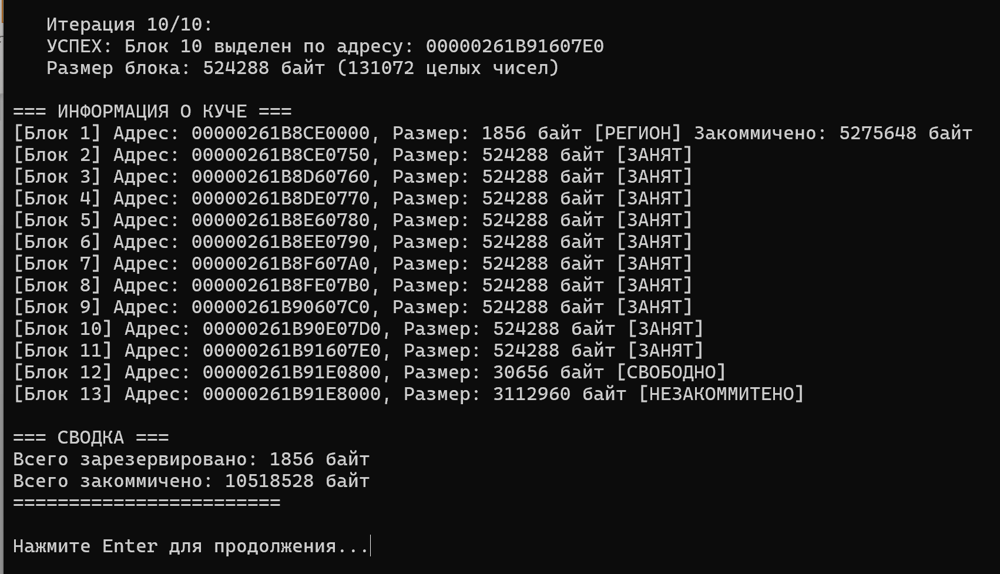 Итерация 10/10:
УСПЕХ: Блок 10 выделен по адресу: 00000261B91607E0
Размер блока: 524288 байт (131072 целых чисел)
=== ИНФОРМАЦИЯ О КУЧЕ ===
[Блок 1] Адрес: 00000261B8CE0000, Размер: 1856 байт [РЕГИОН] Закоммичено: 5275648 байт
[Блок 2] Адрес: 00000261B8CE0750, Размер: 524288 байт [ЗАНЯТ]
[Блок 3] Адрес: 00000261B8D60760, Размер: 524288 байт [ЗАНЯТ]
[Блок 4] Адрес: 00000261B8DE0770, Размер: 524288 байт [ЗАНЯТ]
[Блок 5] Адрес: 00000261B8E60780, Размер: 524288 байт [ЗАНЯТ]
[Блок 6] Адрес: 00000261B8EE0790, Размер: 524288 байт [ЗАНЯТ]
[Блок 7] Адрес: 00000261B8F607A0, Размер: 524288 байт [ЗАНЯТ]
[Блок 8] Адрес: 00000261B8FE07B0, Размер: 524288 байт [ЗАНЯТ]
[Блок 9] Адрес: 00000261B90607C0, Размер: 524288 байт [ЗАНЯТ]
[Блок 10] Адрес: 00000261B90E07D0, Размер: 524288 байт [ЗАНЯТ]
[Блок 11] Адрес: 00000261B91607E0, Размер: 524288 байт [ЗАНЯТ]
[Блок 12] Адрес: 00000261B91E0800, Размер: 30656 байт [СВОБОДНО]
[Блок 13] Адрес: 00000261B91E8000, Размер: 3112960 байт [НЕЗАКОММИТЕНО]
=== СВОДКА ===
Всего зарезервировано: 1856 байт
Всего закоммичено: 10518528 байт
========================
Нажмите Enter для продолжения...